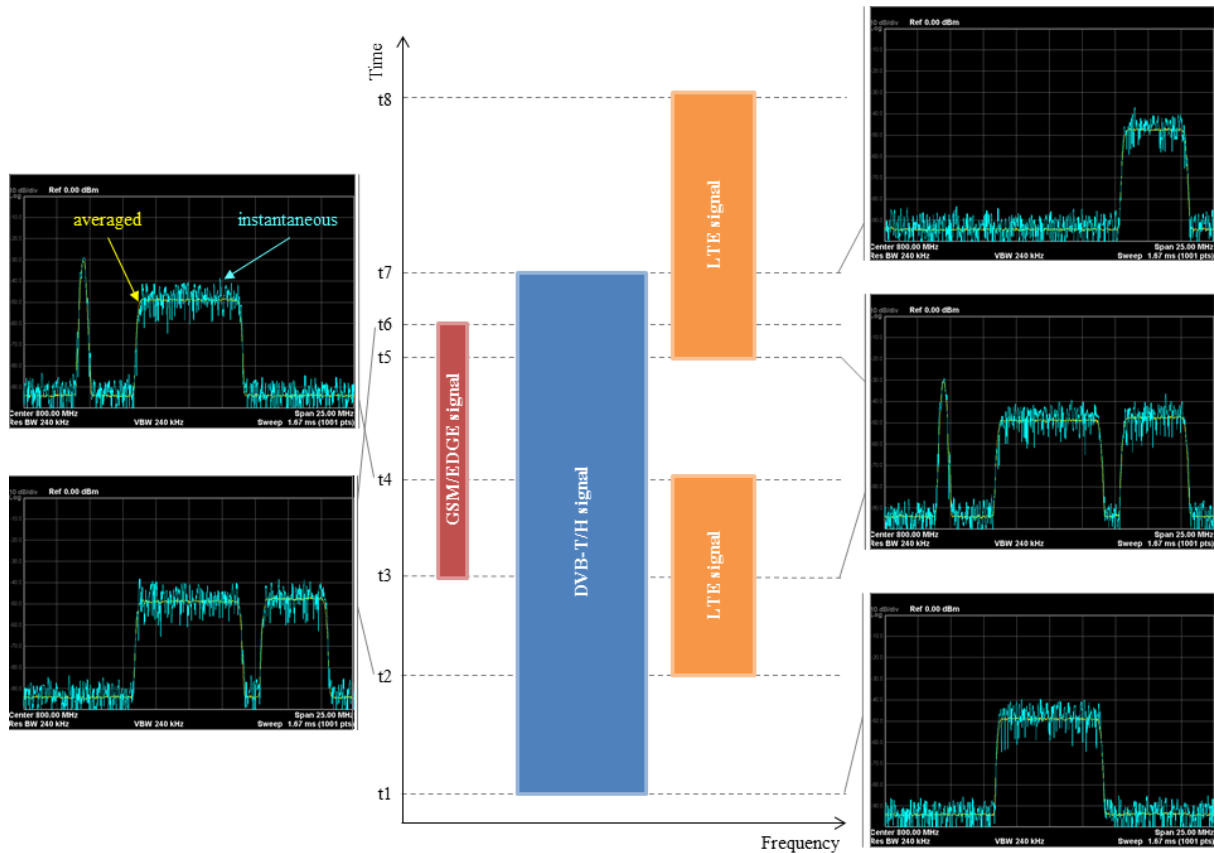 Time
t8
t7
t6
t5
t4
t3
t2
t1
Frequency
GSM/EDGE signal
DVB-T/H signal
LTE signal
LTE signal
Ref 0.00 dBm
averaged
instantaneous
Center 800.00 MHz Span 25.00 MHz
Res BW 240 kHz VBW 240 kHz Sweep 1.67 ms (1001 pts)
Ref 0.00 dBm
Center 800.00 MHz Span 25.00 MHz
Res BW 240 kHz VBW 240 kHz Sweep 1.67 ms (1001 pts)
Ref 0.00 dBm
Center 800.00 MHz Span 25.00 MHz
Res BW 240 kHz VBW 240 kHz Sweep 1.67 ms (1001 pts)
Ref 0.00 dBm
Center 800.00 MHz Span 25.00 MHz
Res BW 240 kHz VBW 240 kHz Sweep 1.67 ms (1001 pts)
Ref 0.00 dBm
Center 800.00 MHz Span 25.00 MHz
Res BW 240 kHz VBW 240 kHz Sweep 1.67 ms (1001 pts)